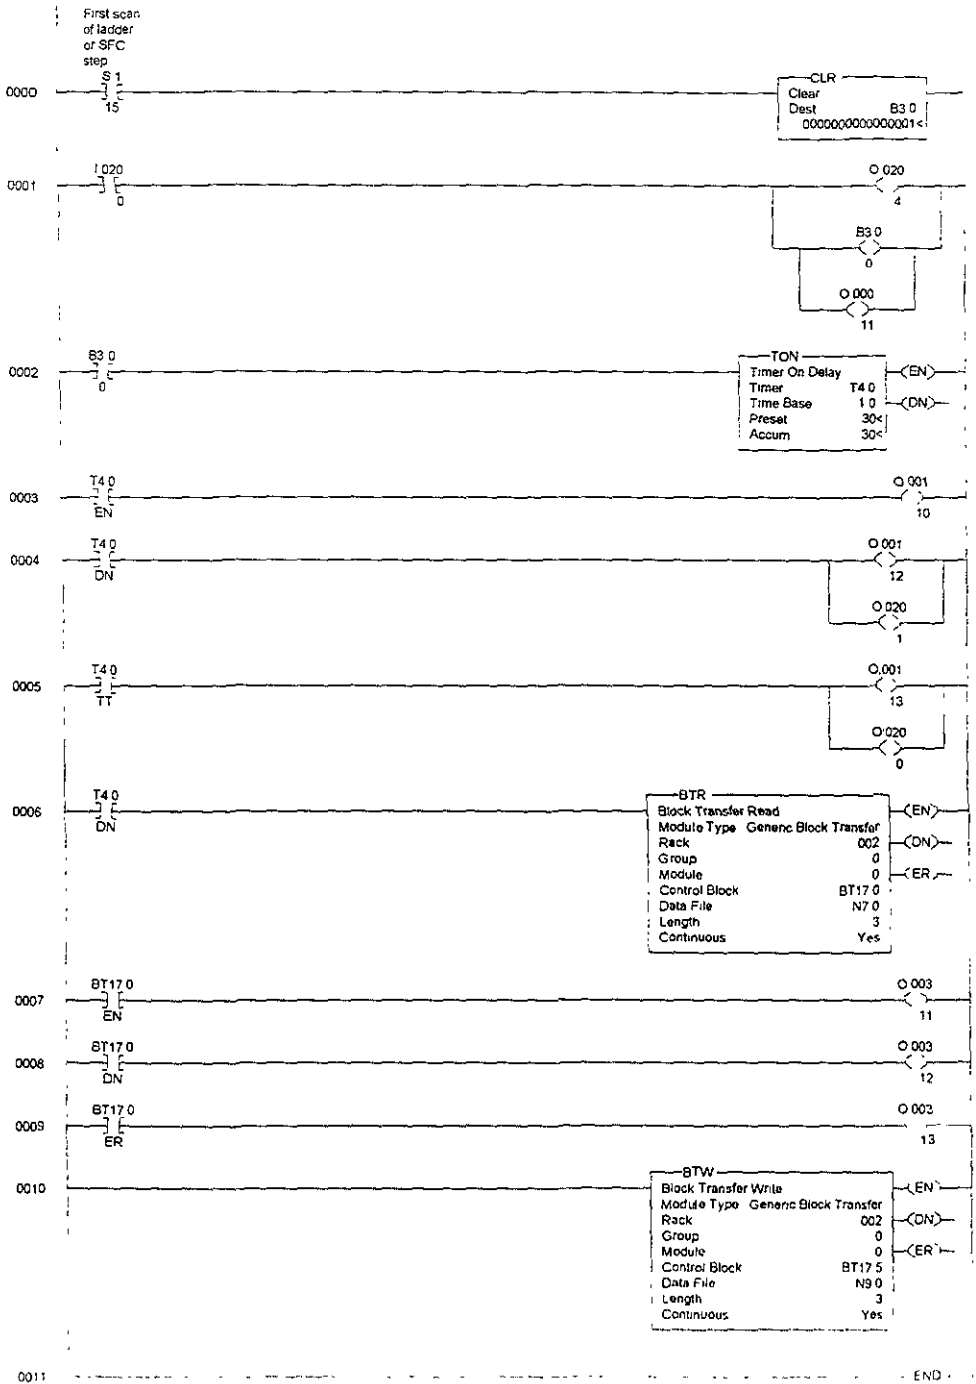 First scan
of ladder
or SFC
step
S 1
0000
15
CLR
Clear
Dest B3 0
0000000000000001<
I 020
0001
0
O 020
4
B3 0
0
O 000
11
B3 0
0002
0
TON
Timer On Delay
Timer T4 0
Time Base 1 0
Preset 30<
Accum 30<
EN
DN
T4 0
0003
EN
O 001
10
T4 0
0004
DN
O 001
12
O 020
1
T4 0
0005
TT
O.001
13
O 020
0
T4 0
0006
DN
BTR
Block Transfer Read
Module Type Generic Block Transfer
Rack 002
Group 0
Module 0
Control Block BT17 0
Data File N7 0
Length 3
Continuous Yes
EN
DN
ER
BT17 0
0007
EN
O 003
11
BT17 0
0008
DN
O 003
12
BT17 0
0009
ER
O 003
13
0010
BTW
Block Transfer Write
Module Type Generic Block Transfer
Rack 002
Group 0
Module 0
Control Block BT17 5
Data File N9 0
Length 3
Continuous Yes
EN
DN
ER
0011
END